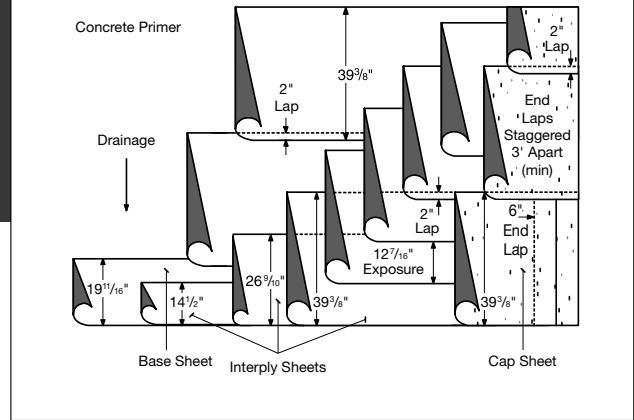 Concrete Primer
2"
Lap
39³/₈"
2"
Lap
End
Laps
Staggered
3' Apart
(min)
Drainage
2"
Lap
6"
End
Lap
12⁷/₁₆"
Exposure
19¹¹/₁₆"
14¹/₂"
26⁹/₁₀"
39³/₈"
39³/₈"
Base Sheet
Interply Sheets
Cap Sheet